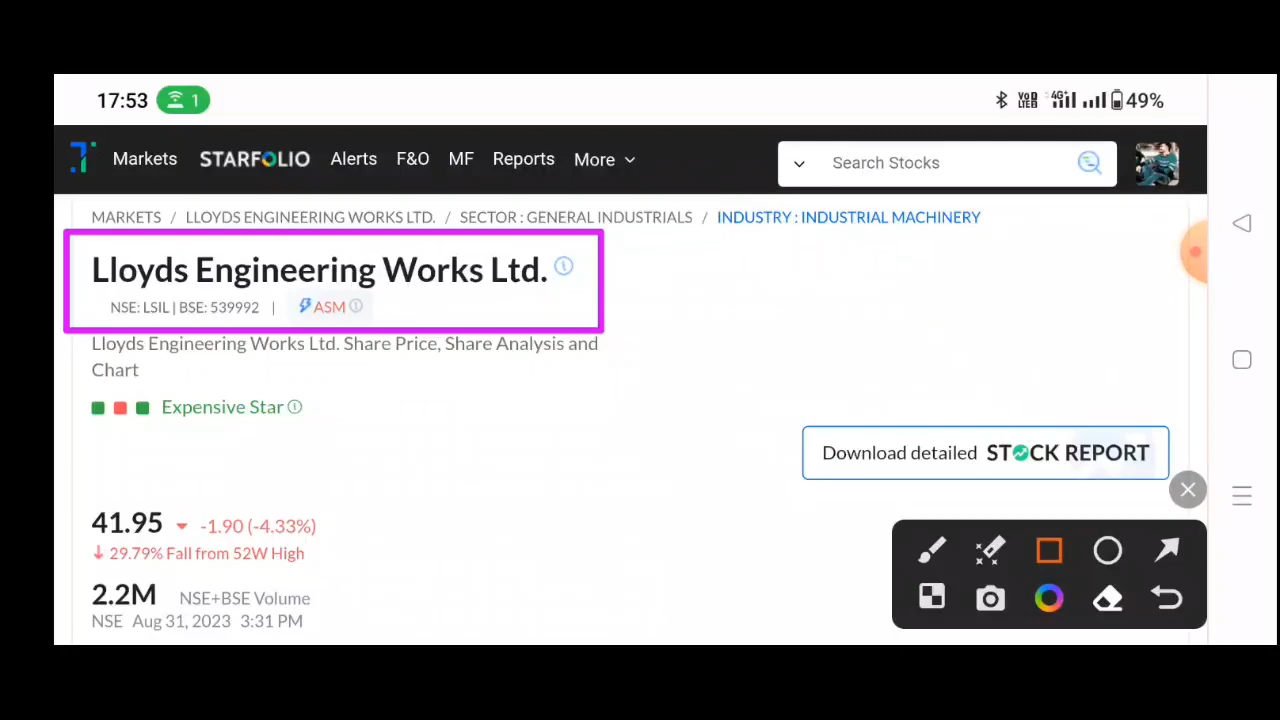 17:53 1 VoD LTE 4G+ 49%
Markets STARFOLIO Alerts F&O MF Reports More Search Stocks
MARKETS / LLOYDS ENGINEERING WORKS LTD. / SECTOR : GENERAL INDUSTRIALS / INDUSTRY : INDUSTRIAL MACHINERY
Lloyds Engineering Works Ltd.
NSE: LSIL | BSE: 539992 | ASM
Lloyds Engineering Works Ltd. Share Price, Share Analysis and
Chart
Expensive Star
Download detailed STOCK REPORT
41.95 -1.90 (-4.33%)
29.79% Fall from 52W High
2.2M NSE+BSE Volume
NSE Aug 31, 2023 3:31 PM